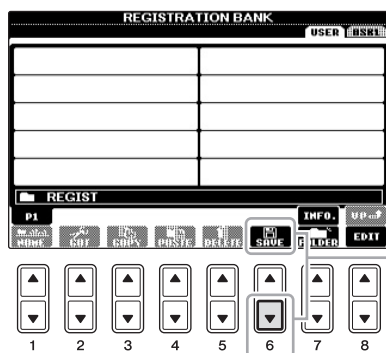 REGISTRATION BANK
USER DSK1
REGIST
P1 INFO. UP
NAME CUT COPY PASTE DELETE SAVE FOLDER EDIT
1 2 3 4 5 6 7 8